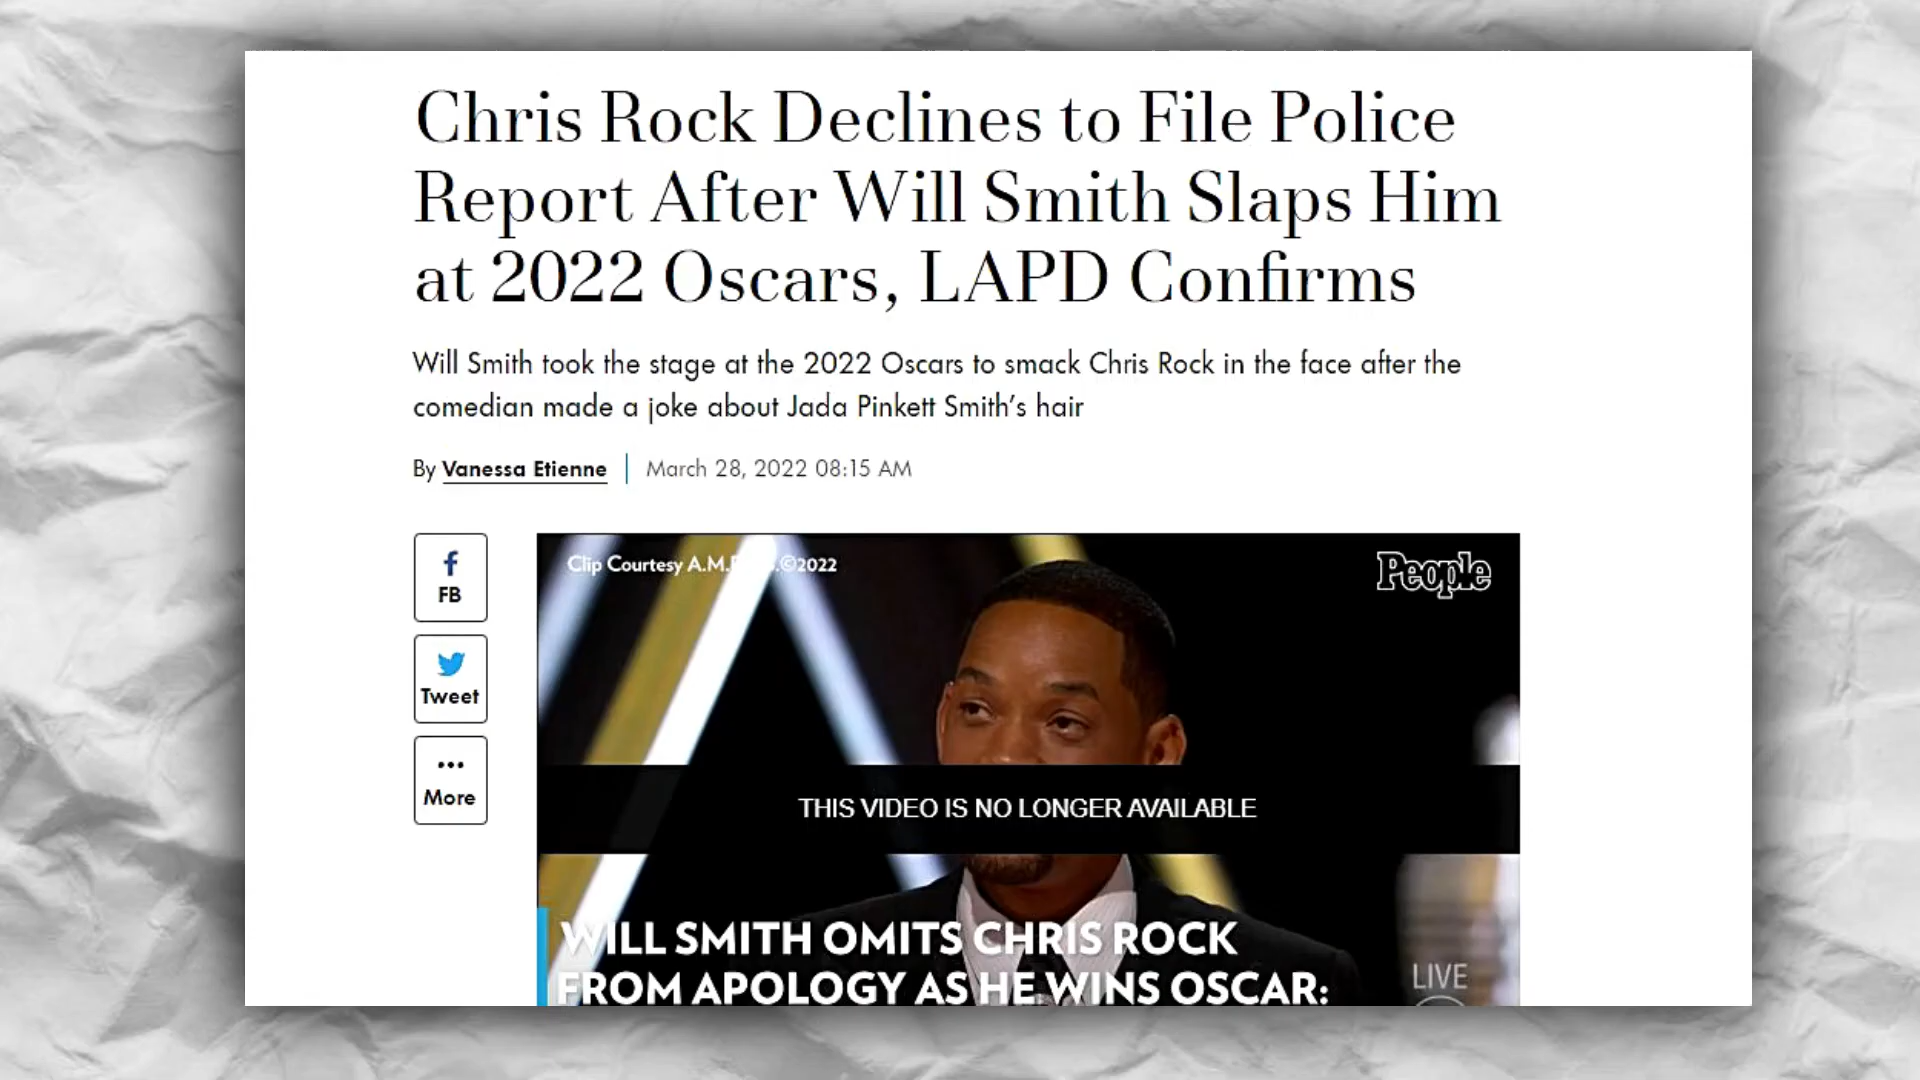 Chris Rock Declines to File Police
Report After Will Smith Slaps Him
at 2022 Oscars, LAPD Confirms
Will Smith took the stage at the 2022 Oscars to smack Chris Rock in the face after the
comedian made a joke about Jada Pinkett Smith's hair
By Vanessa Etienne | March 28, 2022 08:15 AM
FB
Tweet
More
Clip Courtesy ©2022
People
THIS VIDEO IS NO LONGER AVAILABLE
WILL SMITH OMITS CHRIS ROCK
FROM APOLOGY AS HE WINS OSCAR:
LIVE